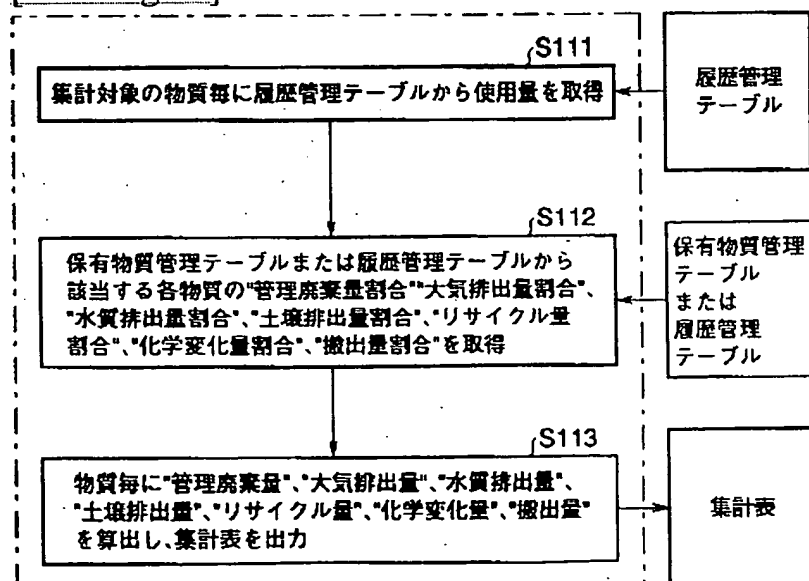 S111
集計対象の物質毎に履歴管理テーブルから使用量を取得
履歴管理
テーブル
S112
保有物質管理テーブルまたは履歴管理テーブルから
該当する各物質の"管理廃棄量割合""大気排出量割合"、
"水質排出量割合"、"土壌排出量割合"、"リサイクル量
割合"、"化学変化量割合"、"搬出量割合"を取得
保有物質管理
テーブル
または
履歴管理
テーブル
S113
物質毎に"管理廃棄量"、"大気排出量"、"水質排出量"、
"土壌排出量"、"リサイクル量"、"化学変化量"、"搬出量"
を算出し、集計表を出力
集計表